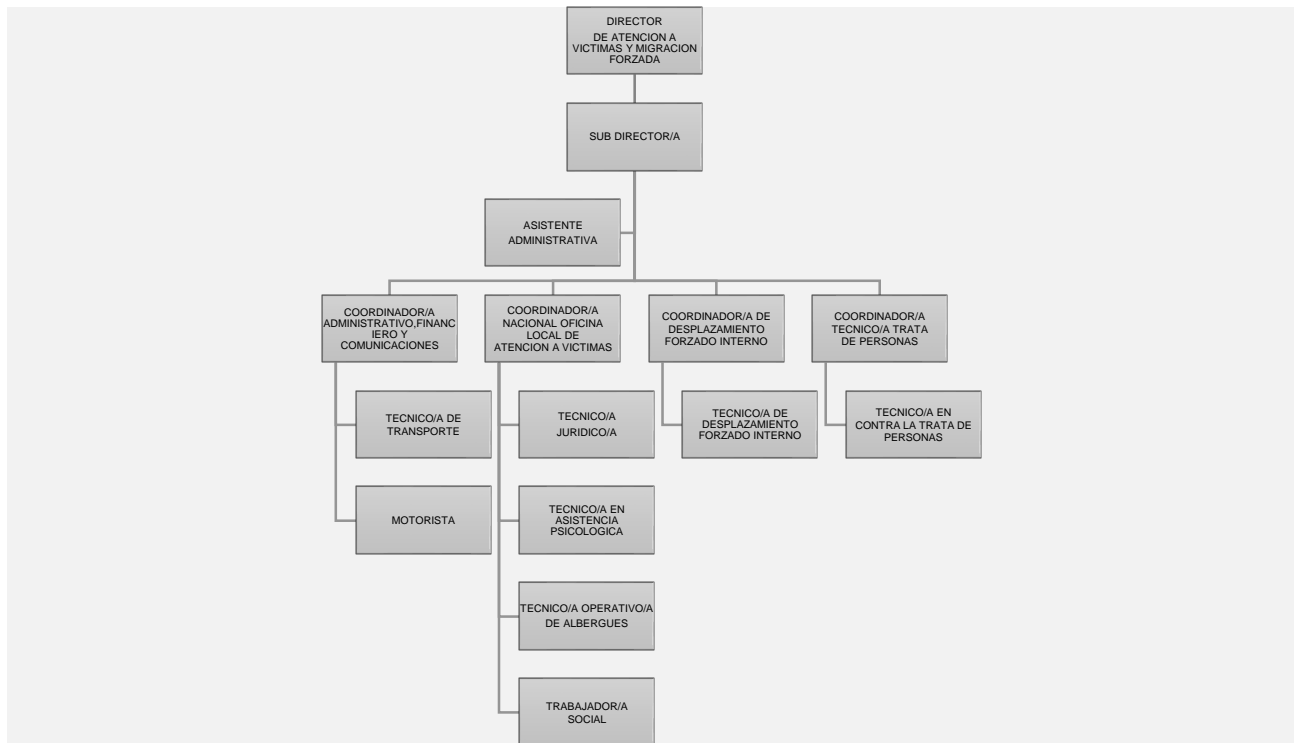 DIRECTOR
DE ATENCION A
VICTIMAS Y MIGRACION
FORZADA
SUB DIRECTOR/A
ASISTENTE
ADMINISTRATIVA
COORDINADOR/A
ADMINISTRATIVO,FINANC
IERO Y
COMUNICACIONES
COORDINADOR/A
NACIONAL OFICINA
LOCAL DE
ATENCION A VICTIMAS
COORDINADOR/A DE
DESPLAZAMIENTO
FORZADO INTERNO
COORDINADOR/A
TECNICO/A TRATA
DE PERSONAS
TECNICO/A DE
TRANSPORTE
TECNICO/A
JURIDICO/A
TECNICO/A DE
DESPLAZAMIENTO
FORZADO INTERNO
TECNICO/A EN
CONTRA LA TRATA DE
PERSONAS
MOTORISTA
TECNICO/A EN
ASISTENCIA
PSICOLOGICA
TECNICO/A OPERATIVO/A
DE ALBERGUES
TRABAJADOR/A
SOCIAL